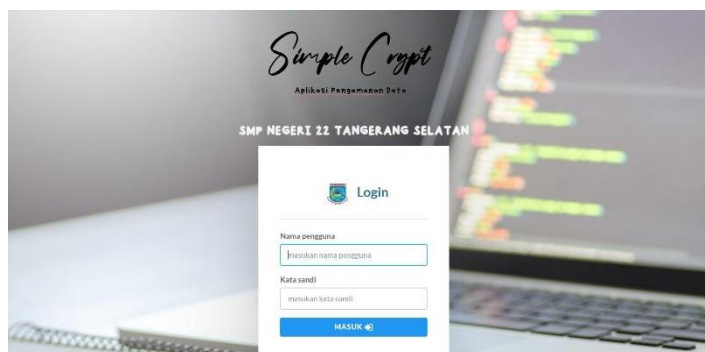 Simple Crypt
Aplikasi Pengamanan Data
SMP NEGERI 22 TANGERANG SELATAN
Login
Nama pengguna
masukan nama pengguna
Kata sandi
masukan kata sandi
MASUK